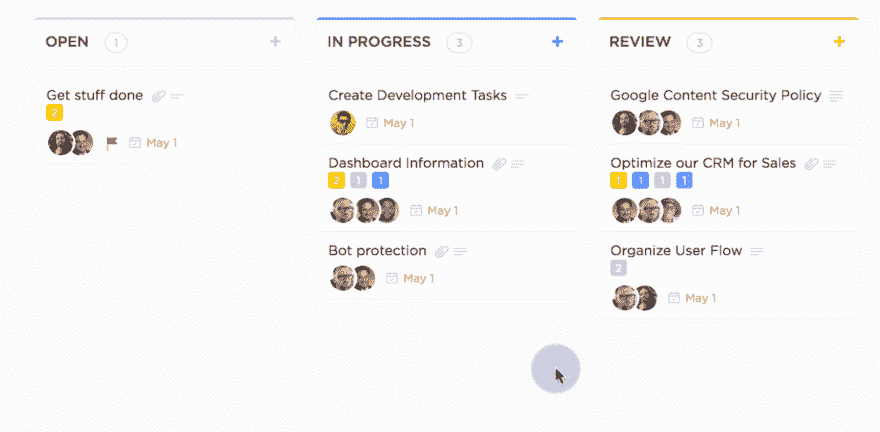 OPEN 1 +
Get stuff done
2
May 1
IN PROGRESS 3 +
Create Development Tasks
May 1
Dashboard Information
2 1 1
May 1
Bot protection
May 1
REVIEW 3 +
Google Content Security Policy
May 1
Optimize our CRM for Sales
1 1 1 1
May 1
Organize User Flow
2
May 1